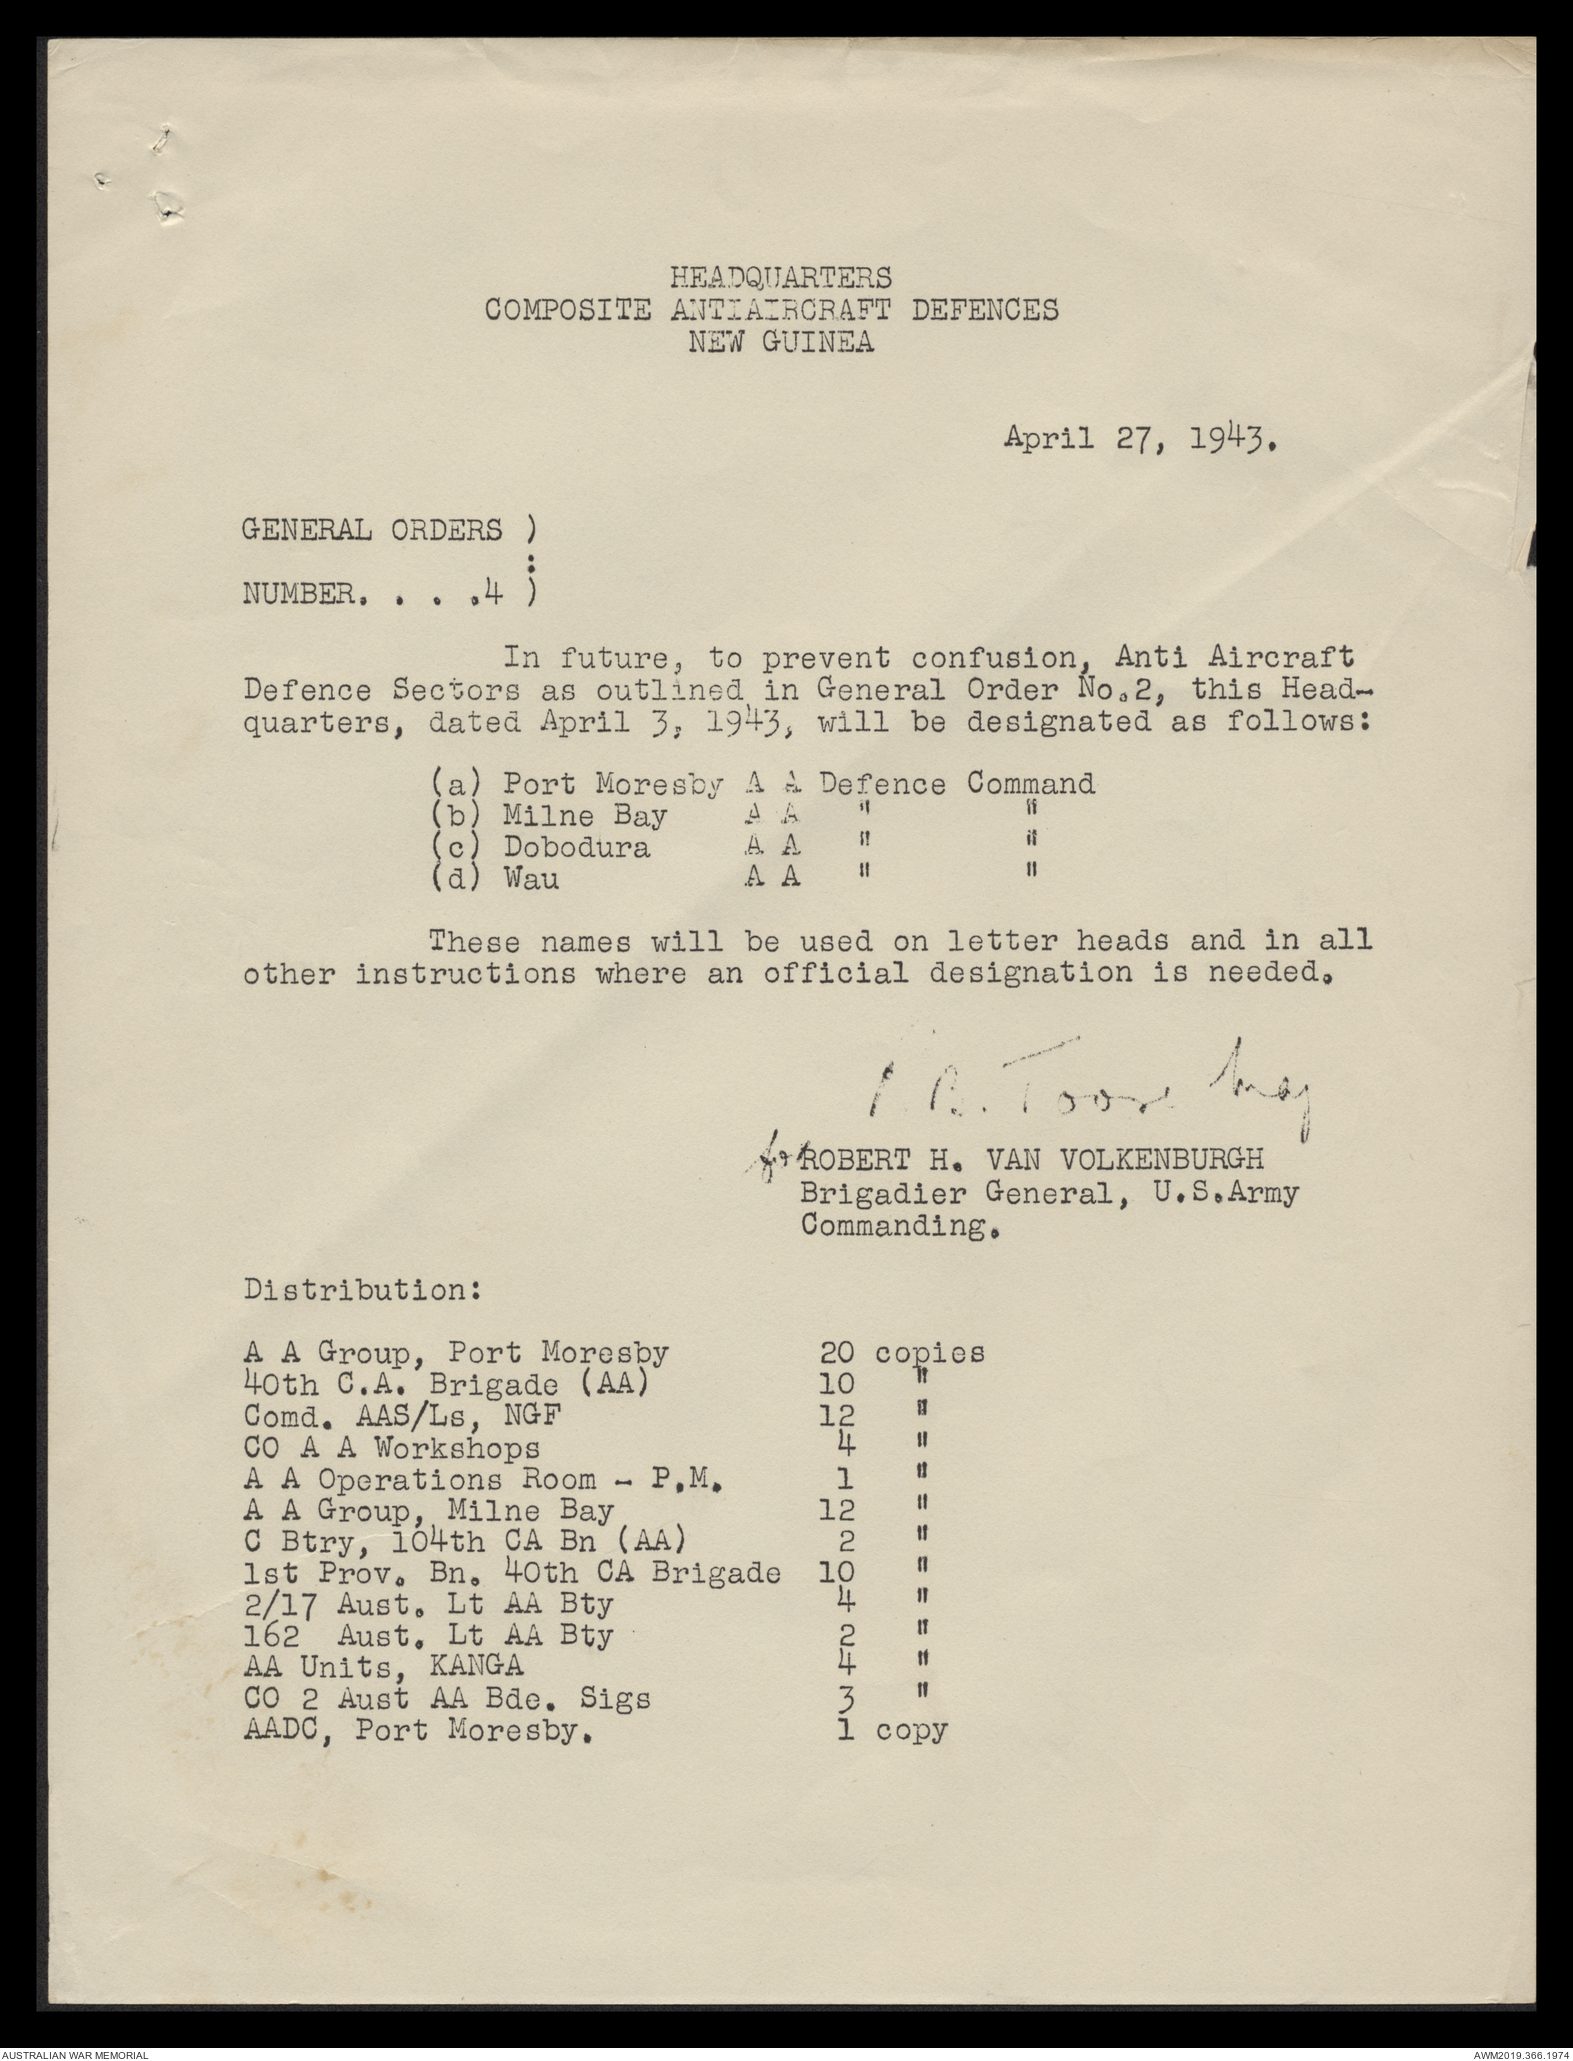 HEADQUARTERS
COMPOSITE ANTIAIRCRAFT DEFENCES
NEW GUINEA
April 27, 1943.
GENERAL ORDERS )
:
NUMBER. . . .4 )
In future, to prevent confusion, Anti Aircraft
Defence Sectors as outlined in General Order No.2, this Head-
quarters, dated April 3, 1943, will be designated as follows:
(a) Port Moresby A A Defence Command
(b) Milne Bay A A " "
(c) Dobodura A A " "
(d) Wau A A " "
These names will be used on letter heads and in all
other instructions where an official designation is needed.
B. Toose Maj
for ROBERT H. VAN VOLKENBURGH
Brigadier General, U.S.Army
Commanding.
Distribution:
A A Group, Port Moresby 20 copies
40th C.A. Brigade (AA) 10 "
Comd. AAS/Ls, NGF 12 "
CO A A Workshops 4 "
A A Operations Room - P.M. 1 "
A A Group, Milne Bay 12 "
C Btry, 104th CA Bn (AA) 2 "
1st Prov. Bn. 40th CA Brigade 10 "
2/17 Aust. Lt AA Bty 4 "
162 Aust. Lt AA Bty 2 "
AA Units, KANGA 4 "
CO 2 Aust AA Bde. Sigs 3 "
AADC, Port Moresby. 1 copy
AUSTRALIAN WAR MEMORIAL
AWM2019.366.1974